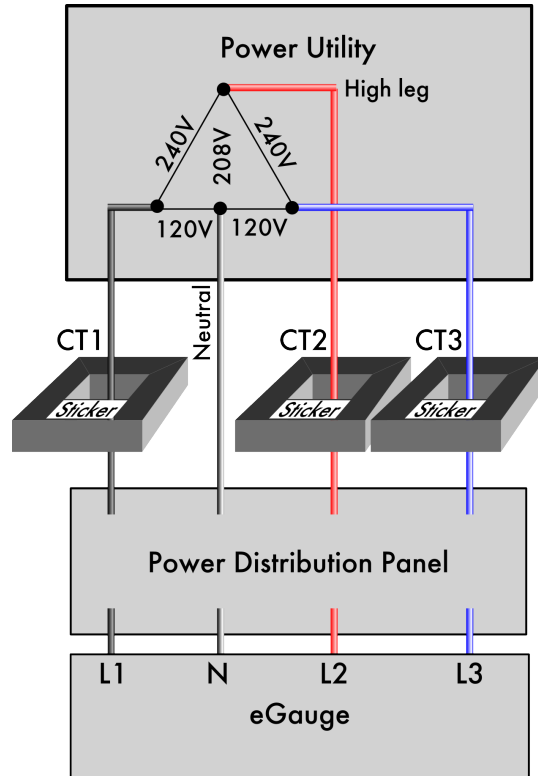 Power Utility
High leg
240V
208V
240V
120V
120V
Neutral
CT1
CT2
CT3
Sticker
Sticker
Sticker
Power Distribution Panel
L1
N
L2
L3
eGauge